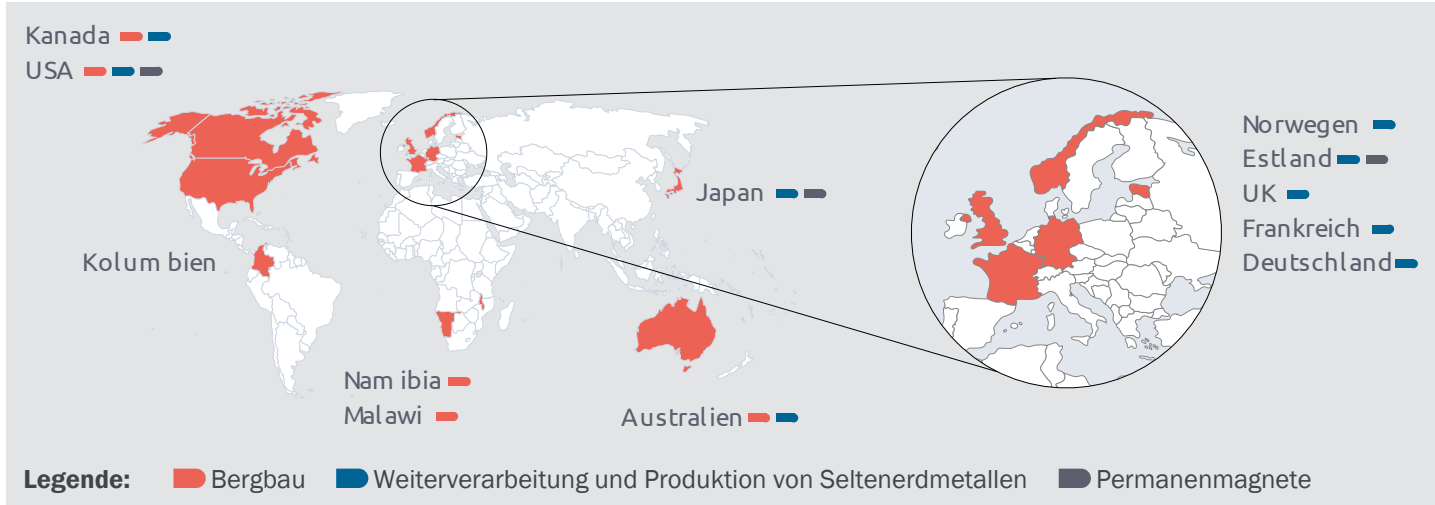 Kanada
USA
Kolum bien
Nam ibia
Malawi
Japan
Australien
Norwegen
Estland
UK
Frankreich
Deutschland
Legende: Bergbau Weiterverarbeitung und Produktion von Seltenerdmetallen Permanenmagnete